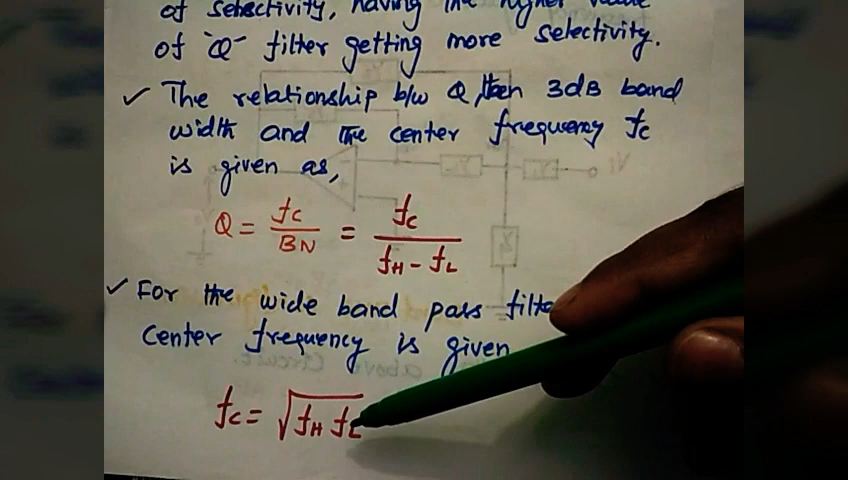 of selectivity, having the higher value
of "Q" filter getting more selectivity.
✓ The relationship b/w Q, then 3dB band
width and the center frequency fc
is given as,
Q = fc / BN = fc / fH - fL
✓ For the wide band pass filte
center frequency is given
fc = √fH fL